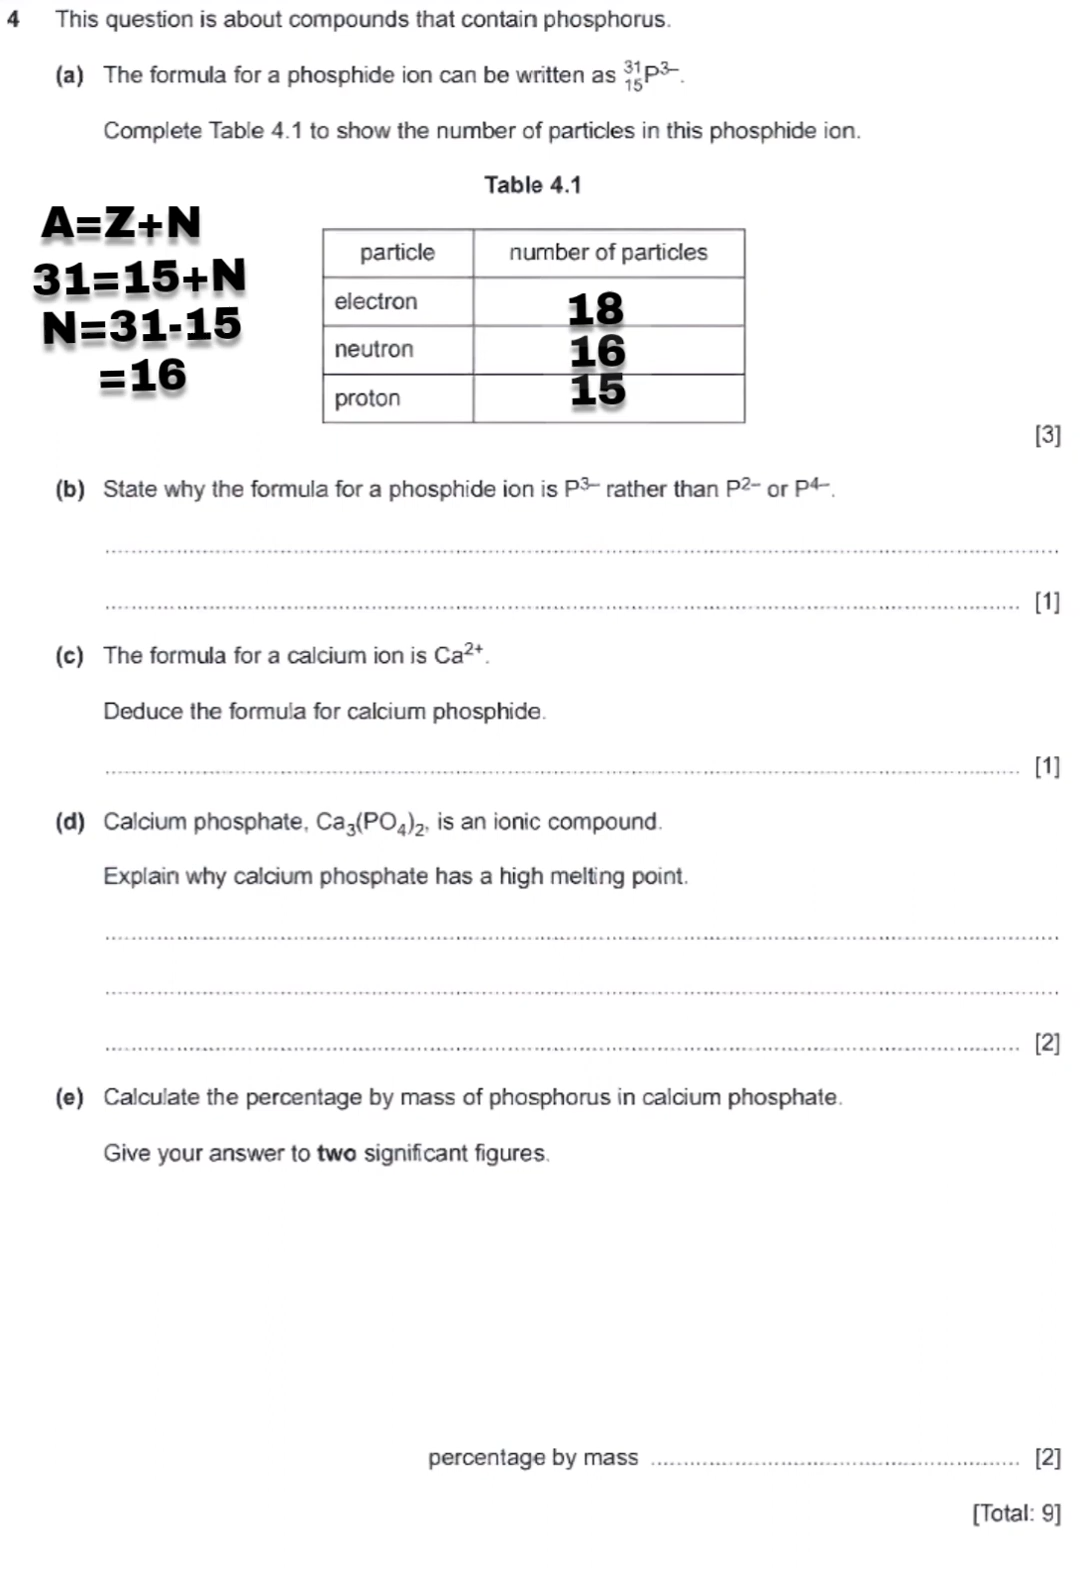 4 This question is about compounds that contain phosphorus.
(a) The formula for a phosphide ion can be written as ³¹₁₅P³⁻.
Complete Table 4.1 to show the number of particles in this phosphide ion.
Table 4.1
A=Z+N
31=15+N
N=31-15
=16
particle number of particles
electron 18
neutron 16
proton 15
[3]
(b) State why the formula for a phosphide ion is P³⁻ rather than P²⁻ or P⁴⁻.
[1]
(c) The formula for a calcium ion is Ca²⁺.
Deduce the formula for calcium phosphide.
[1]
(d) Calcium phosphate, Ca₃(PO₄)₂, is an ionic compound.
Explain why calcium phosphate has a high melting point.
[2]
(e) Calculate the percentage by mass of phosphorus in calcium phosphate.
Give your answer to two significant figures.
percentage by mass [2]
[Total: 9]